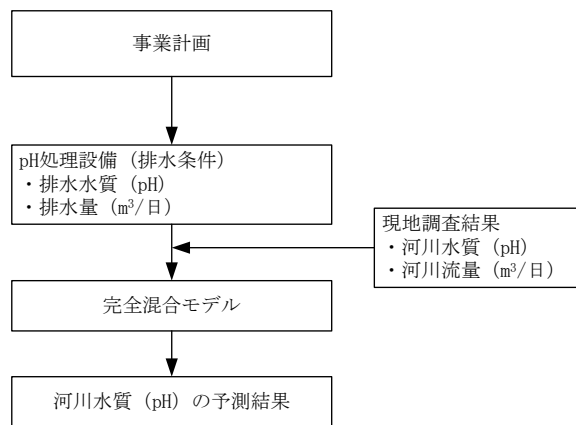 事業計画
pH処理設備（排水条件）
・排水水質（pH）
・排水量（m³/日）
現地調査結果
・河川水質（pH）
・河川流量（m³/日）
完全混合モデル
河川水質（pH）の予測結果